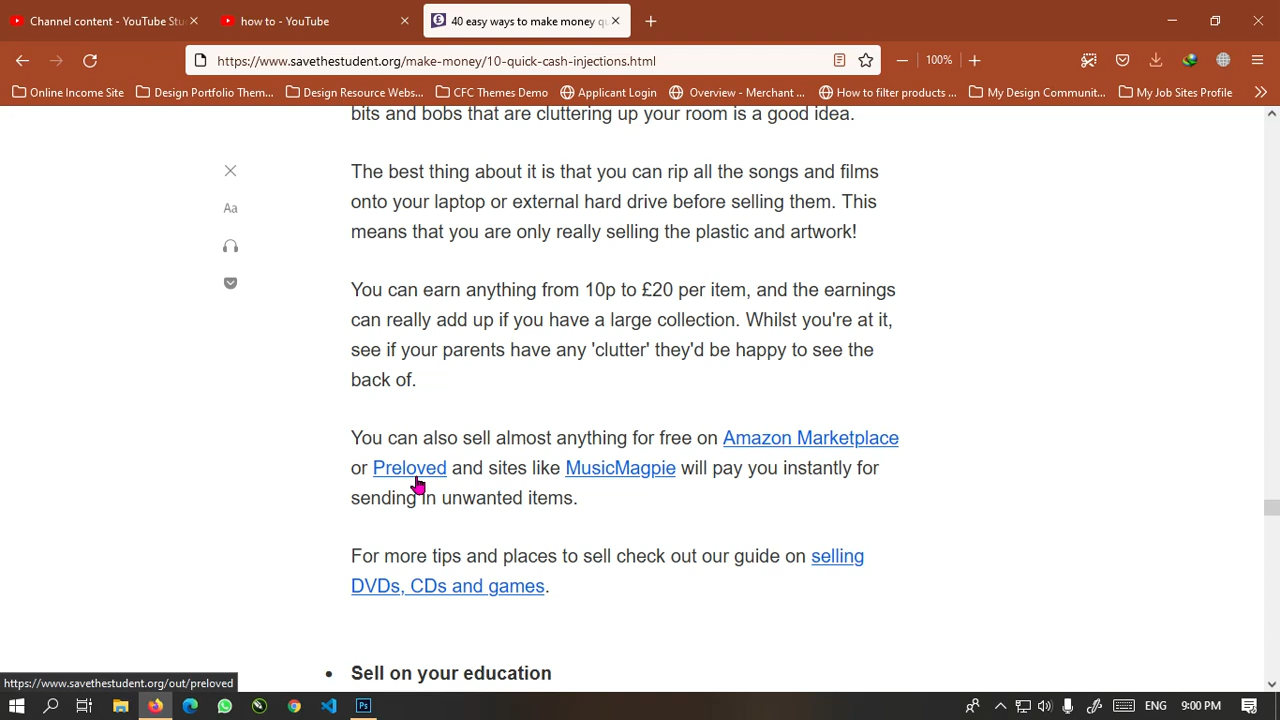 Channel content - YouTube Stu
how to - YouTube
40 easy ways to make money qu
https://www.savethestudent.org/make-money/10-quick-cash-injections.html
100%
Online Income Site
Design Portfolio Them...
Design Resource Webs...
CFC Themes Demo
Applicant Login
Overview - Merchant ...
How to filter products ...
My Design Communit...
My Job Sites Profile
bits and bobs that are cluttering up your room is a good idea.
The best thing about it is that you can rip all the songs and films
onto your laptop or external hard drive before selling them. This
means that you are only really selling the plastic and artwork!
You can earn anything from 10p to £20 per item, and the earnings
can really add up if you have a large collection. Whilst you're at it,
see if your parents have any 'clutter' they'd be happy to see the
back of.
You can also sell almost anything for free on Amazon Marketplace
or Preloved and sites like MusicMagpie will pay you instantly for
sending in unwanted items.
For more tips and places to sell check out our guide on selling
DVDs, CDs and games.
• Sell on your education
Aa
https://www.savethestudent.org/out/preloved
Ps
ENG
9:00 PM